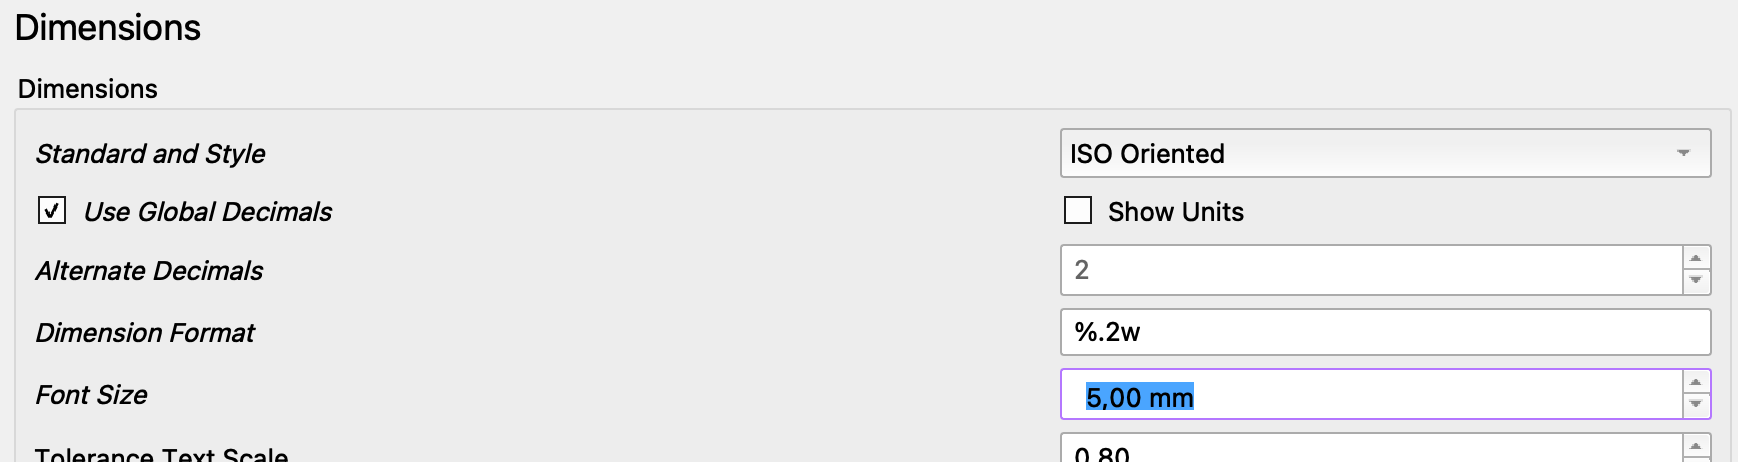 Dimensions
Dimensions
Standard and Style
ISO Oriented
Use Global Decimals
Show Units
Alternate Decimals
2
Dimension Format
%.2w
Font Size
5,00 mm
Tolerance Text Scale
0,80